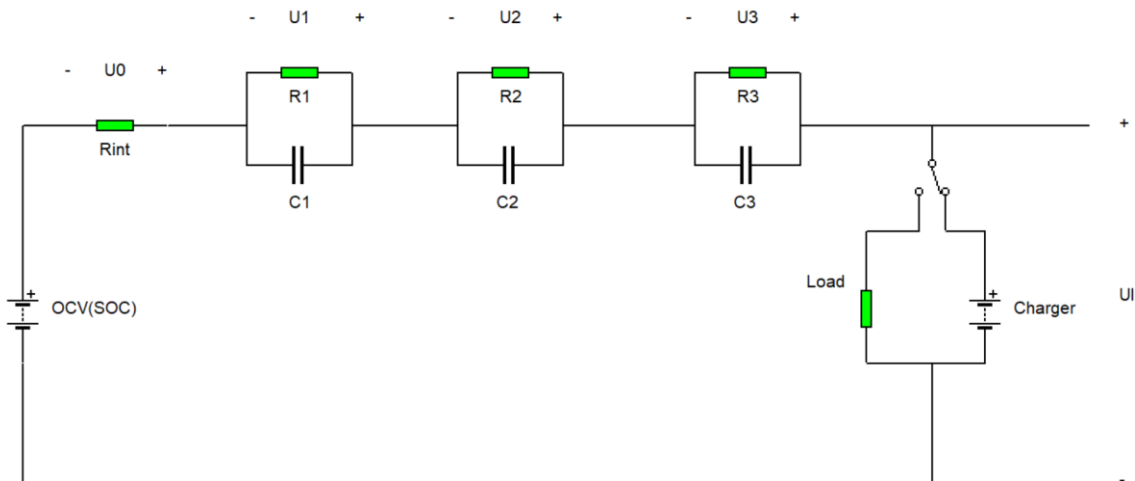 - U1 +
- U2 +
- U3 +
- U0 +
R1
R2
R3
Rint
+
C1
C2
C3
Load
+
OCV(SOC)
+
Charger
Ul
-